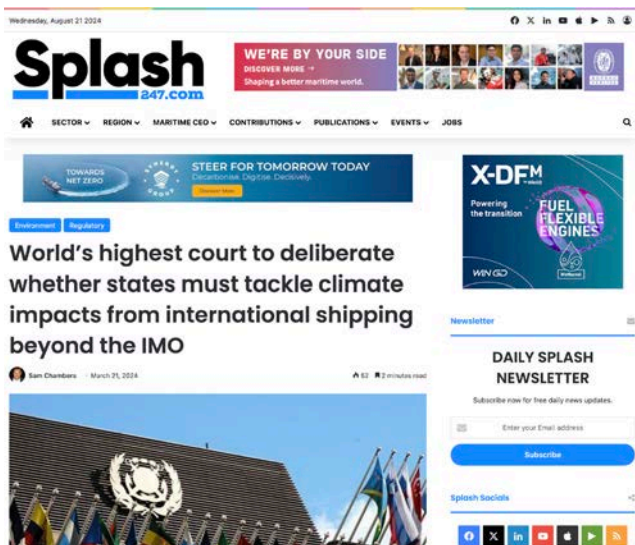 Wednesday, August 21 2024
Splash
247.com
WE'RE BY YOUR SIDE
DISCOVER MORE →
Shaping a better maritime world.
SECTOR REGION MARITIME CEO CONTRIBUTIONS PUBLICATIONS EVENTS JOBS
TOWARDS
NET ZERO
STEER FOR TOMORROW TODAY
Decarbonise. Digitise. Decisively.
X-DF-M
Powering
the transition
FUEL
FLEXIBLE
ENGINES
WIN GD
Environment Regulatory
World's highest court to deliberate
whether states must tackle climate
impacts from international shipping
beyond the IMO
Sam Chambers March 21, 2024 62 2 minutes read
Newsletter
DAILY SPLASH
NEWSLETTER
Subscribe now for free daily news updates.
Enter your Email address
Subscribe
Splash Socials